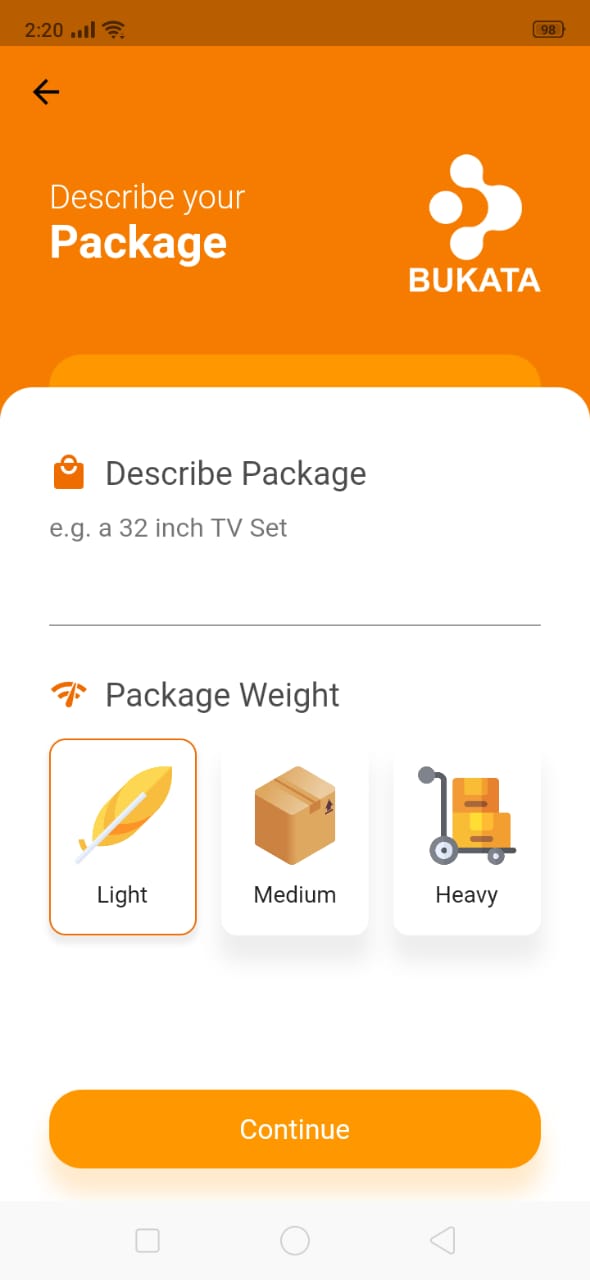 2:20
98
Describe your
Package
BUKATA
Describe Package
e.g. a 32 inch TV Set
Package Weight
Light
Medium
Heavy
Continue